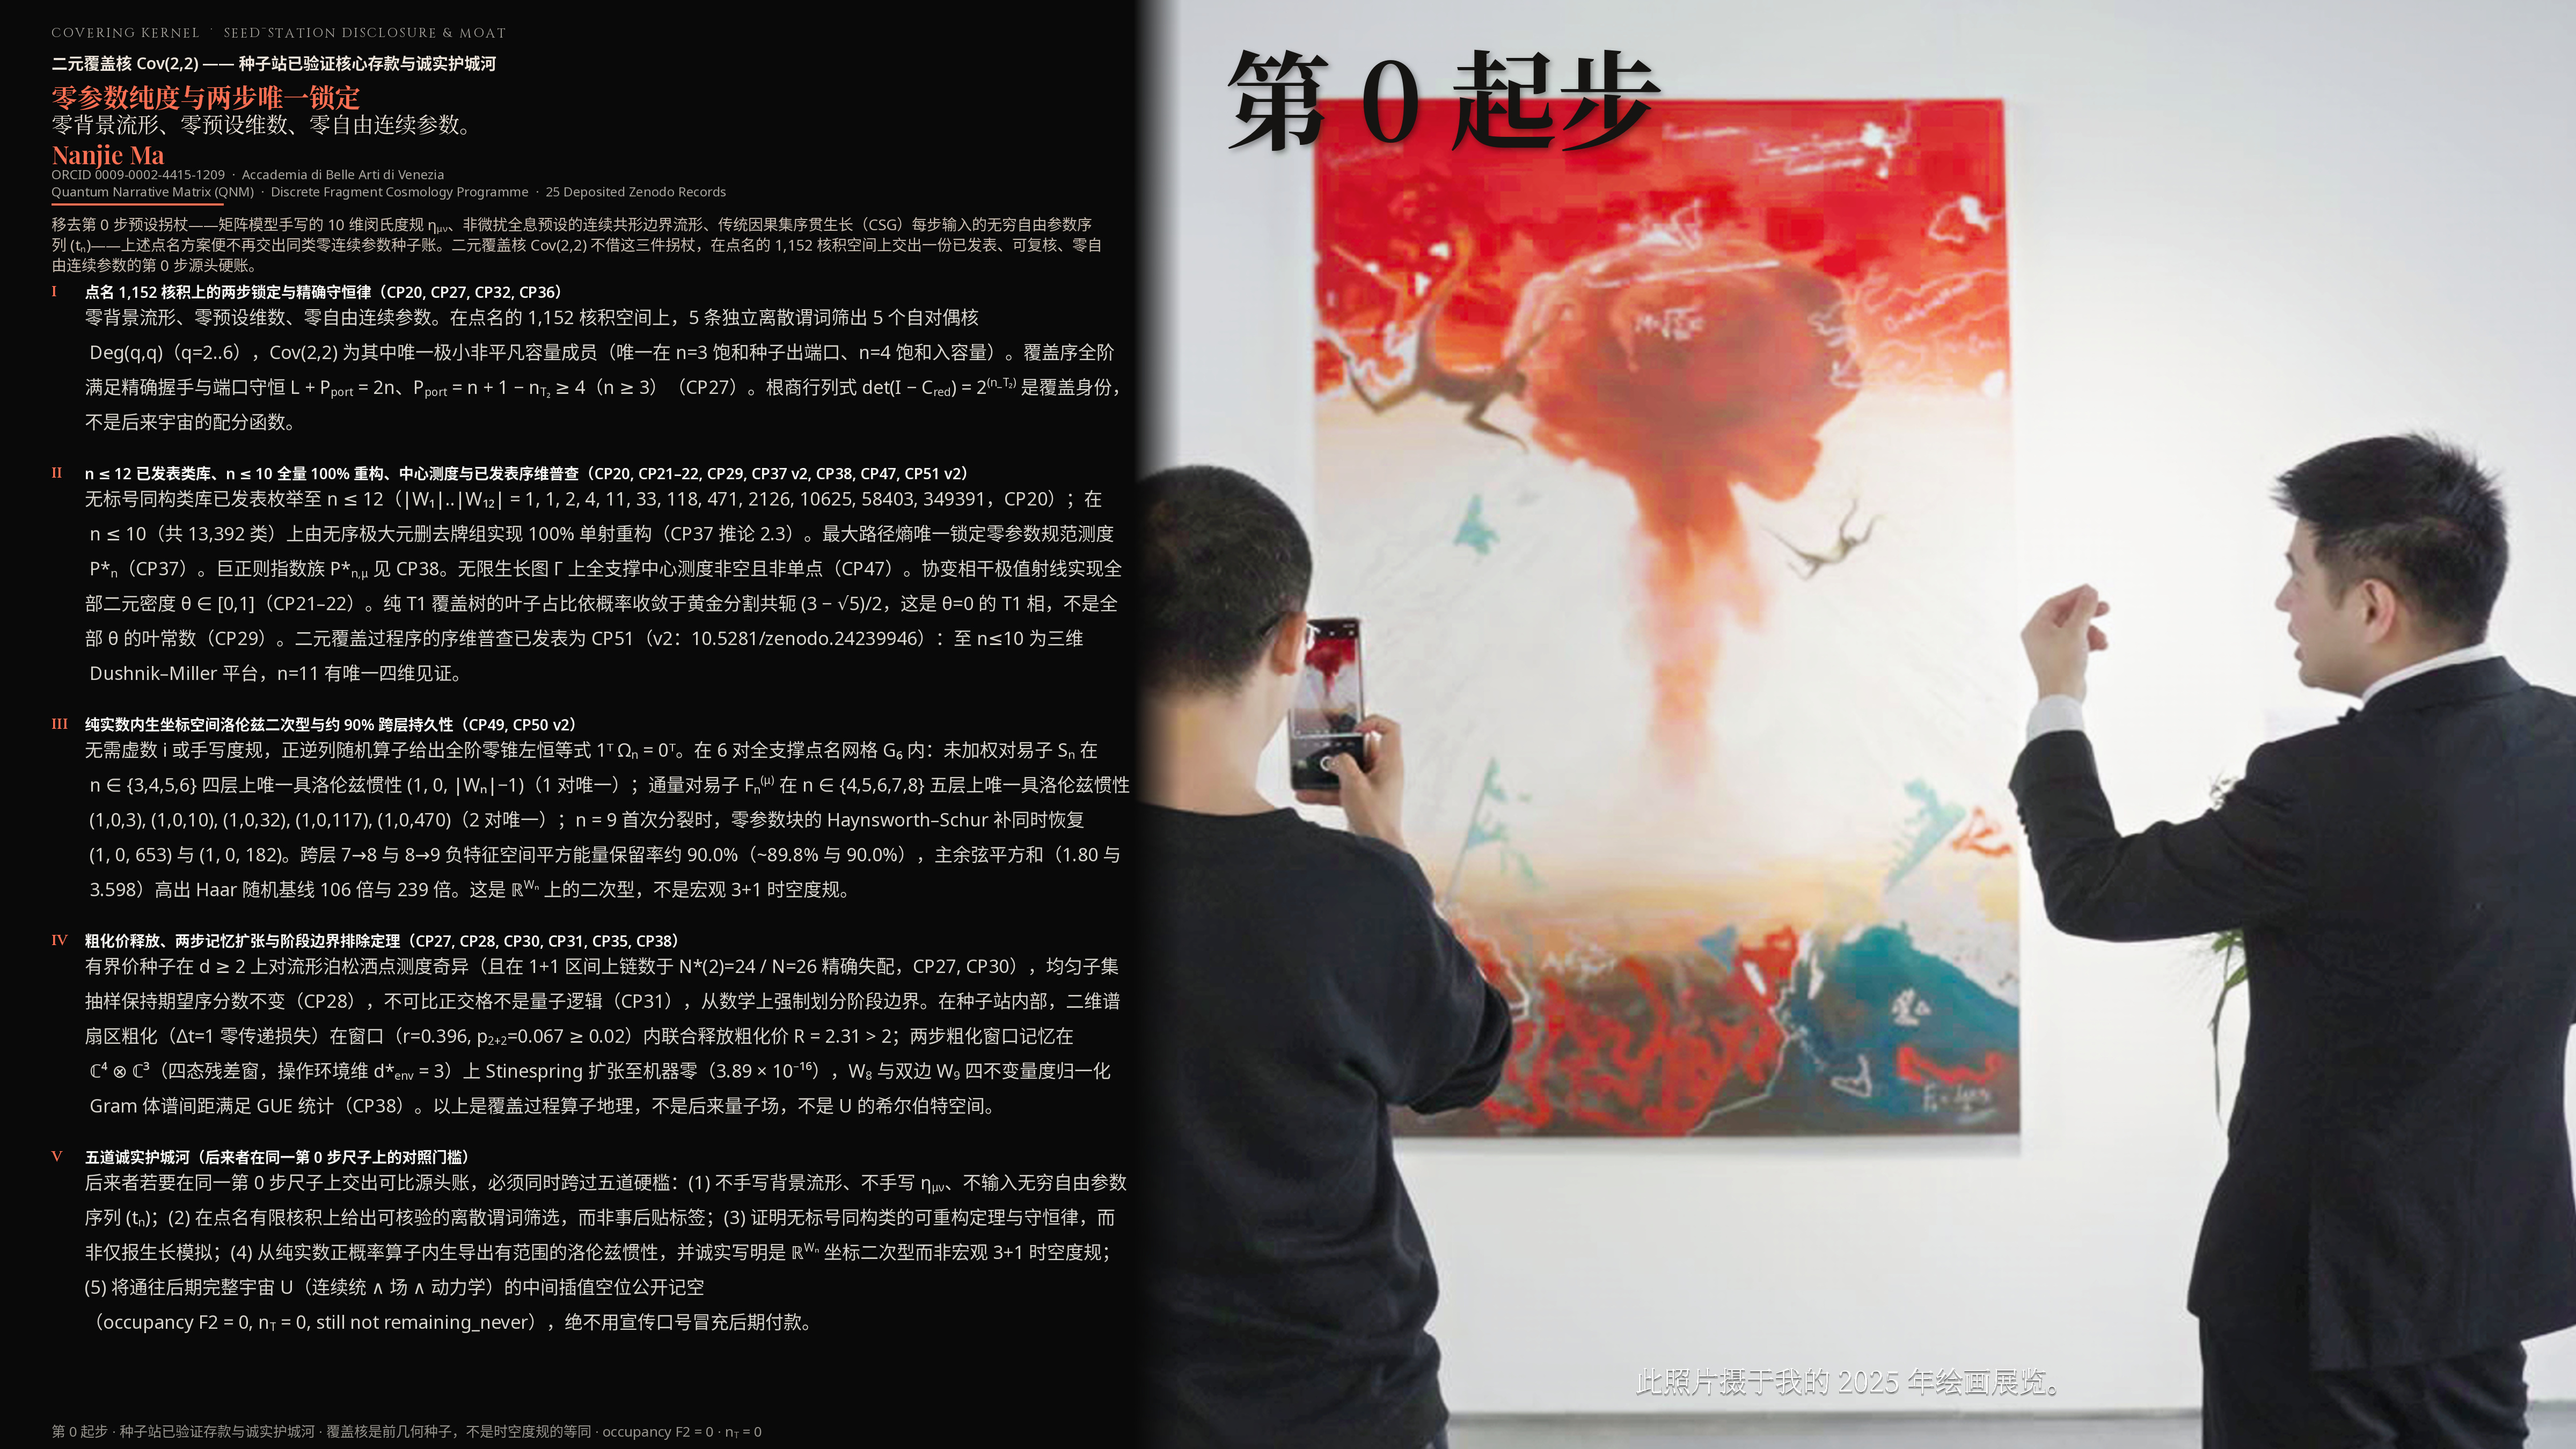 COVERING KERNEL · SEED-STATION DISCLOSURE & MOAT
二元覆盖核 Cov(2,2) —— 种子站已验证核心存款与诚实护城河
零参数纯度与两步唯一锁定
零背景流形、零预设维数、零自由连续参数。
Nanjie Ma
ORCID 0009-0002-4415-1209 · Accademia di Belle Arti di Venezia
Quantum Narrative Matrix (QNM) · Discrete Fragment Cosmology Programme · 25 Deposited Zenodo Records
移去第 0 步预设拐杖——矩阵模型手写的 10 维闵氏度规 ημν、非微扰全息预设的连续共形边界流形、传统因果集序贯生长（CSG）每步输入的无穷自由参数序
列 (tₙ)——上述点名方案便不再交出同类零连续参数种子账。二元覆盖核 Cov(2,2) 不借这三件拐杖，在点名的 1,152 核积空间上交出一份已发表、可复核、零自
由连续参数的第 0 步源头硬账。
I 点名 1,152 核积上的两步锁定与精确守恒律（CP20, CP27, CP32, CP36）
零背景流形、零预设维数、零自由连续参数。在点名的 1,152 核积空间上，5 条独立离散谓词筛出 5 个自对偶核
Deg(q,q)（q=2..6），Cov(2,2) 为其中唯一极小非平凡容量成员（唯一在 n=3 饱和种子出端口、n=4 饱和入容量）。覆盖序全阶
满足精确握手与端口守恒 L + P_port = 2n、P_port = n + 1 − n_T₂ ≥ 4（n ≥ 3）（CP27）。根商行列式 det(I − C_red) = 2^(n_T₂) 是覆盖身份，
不是后来宇宙的配分函数。
II n ≤ 12 已发表类库、n ≤ 10 全量 100% 重构、中心测度与已发表序维普查（CP20, CP21–22, CP29, CP37 v2, CP38, CP47, CP51 v2）
无标号同构类库已发表枚举至 n ≤ 12（|W₁|..|W₁₂| = 1, 1, 2, 4, 11, 33, 118, 471, 2126, 10625, 58403, 349391，CP20）；在
n ≤ 10（共 13,392 类）上由无序极大元删去牌组实现 100% 单射重构（CP37 推论 2.3）。最大路径熵唯一锁定零参数规范测度
P*ₙ（CP37）。巨正则指数族 P*ₙ,μ 见 CP38。无限生长图 Γ 上全支撑中心测度非空且非单点（CP47）。协变相干极值射线实现全
部二元密度 θ ∈ [0,1]（CP21–22）。纯 T1 覆盖树的叶子占比依概率收敛于黄金分割共轭 (3 − √5)/2，这是 θ=0 的 T1 相，不是全
部 θ 的叶常数（CP29）。二元覆盖过程序的序维普查已发表为 CP51（v2：10.5281/zenodo.24239946）：至 n≤10 为三维
Dushnik–Miller 平台，n=11 有唯一四维见证。
III 纯实数内生坐标空间洛伦兹二次型与约 90% 跨层持久性（CP49, CP50 v2）
无需虚数 i 或手写度规，正逆列随机算子给出全阶零锥左恒等式 1ᵀ Ωₙ = 0ᵀ。在 6 对全支撑点名网格 G₆ 内：未加权对易子 Sₙ 在
n ∈ {3,4,5,6} 四层上唯一具洛伦兹惯性 (1, 0, |Wₙ|−1)（1 对唯一）；通量对易子 Fₙ^(μ) 在 n ∈ {4,5,6,7,8} 五层上唯一具洛伦兹惯性
(1,0,3), (1,0,10), (1,0,32), (1,0,117), (1,0,470)（2 对唯一）；n = 9 首次分裂时，零参数块的 Haynsworth–Schur 补同时恢复
(1, 0, 653) 与 (1, 0, 182)。跨层 7→8 与 8→9 负特征空间平方能量保留率约 90.0%（~89.8% 与 90.0%），主余弦平方和（1.80 与
3.598）高出 Haar 随机基线 106 倍与 239 倍。这是 ℝ^Wₙ 上的二次型，不是宏观 3+1 时空度规。
IV 粗化价释放、两步记忆扩张与阶段边界排除定理（CP27, CP28, CP30, CP31, CP35, CP38）
有界价种子在 d ≥ 2 上对流形泊松洒点测度奇异（且在 1+1 区间上链数于 N*(2)=24 / N=26 精确失配，CP27, CP30），均匀子集
抽样保持期望序分数不变（CP28），不可比正交格不是量子逻辑（CP31），从数学上强制划分阶段边界。在种子站内部，二维谱
扇区粗化（Δt=1 零传递损失）在窗口（r=0.396, p₂₊₂=0.067 ≥ 0.02）内联合释放粗化价 R = 2.31 > 2；两步粗化窗口记忆在
ℂ⁴ ⊗ ℂ³（四态残差窗，操作环境维 d*_env = 3）上 Stinespring 扩张至机器零（3.89 × 10⁻¹⁶），W₈ 与双边 W₉ 四不变量度归一化
Gram 体谱间距满足 GUE 统计（CP38）。以上是覆盖过程算子地理，不是后来量子场，不是 U 的希尔伯特空间。
V 五道诚实护城河（后来者在同一第 0 步尺子上的对照门槛）
后来者若要在同一第 0 步尺子上交出可比源头账，必须同时跨过五道硬槛：(1) 不手写背景流形、不手写 ημν、不输入无穷自由参数
序列 (tₙ)；(2) 在点名有限核积上给出可核验的离散谓词筛选，而非事后贴标签；(3) 证明无标号同构类的可重构定理与守恒律，而
非仅报生长模拟；(4) 从纯实数正概率算子内生导出有范围的洛伦兹惯性，并诚实写明是 ℝ^Wₙ 坐标二次型而非宏观 3+1 时空度规；
(5) 将通往后期完整宇宙 U（连续统 ∧ 场 ∧ 动力学）的中间插值空位公开记空
（occupancy F2 = 0, n_T = 0, still not remaining_never），绝不用宣传口号冒充后期付款。
第 0 起步 · 种子站已验证存款与诚实护城河 · 覆盖核是前几何种子，不是时空度规的等同 · occupancy F2 = 0 · n_T = 0
第 0 起步
此照片摄于我的 2025 年绘画展览。